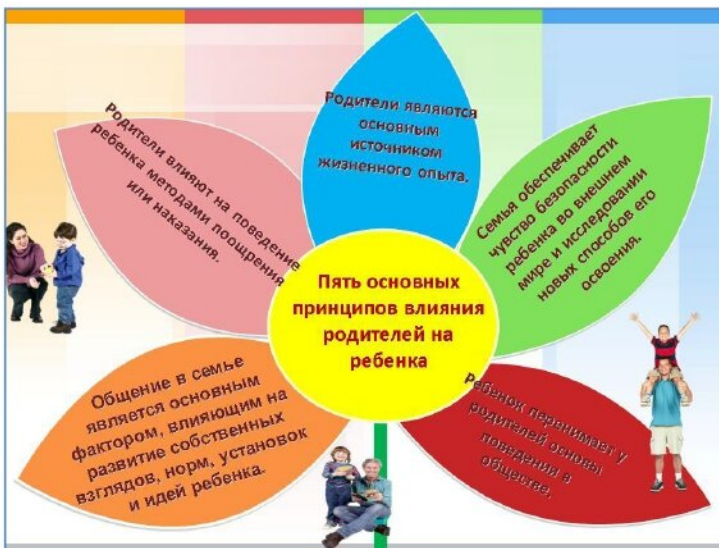 Родители являются
основным
источником
жизненного опыта.
Семья обеспечивает
чувство безопасности
ребенка во внешнем
мире и исследовании
новых способов его
освоения.
ребенок перенимает у
родителей основы
поведения в
обществе,
Общение в семье
является основным
фактором, влияющим на
развитие собственных
взглядов, норм, установок
и идей ребенка.
Родители влияют на поведение
ребенка методами поощрения
или наказания.
Пять основных
принципов влияния
родителей на
ребенка